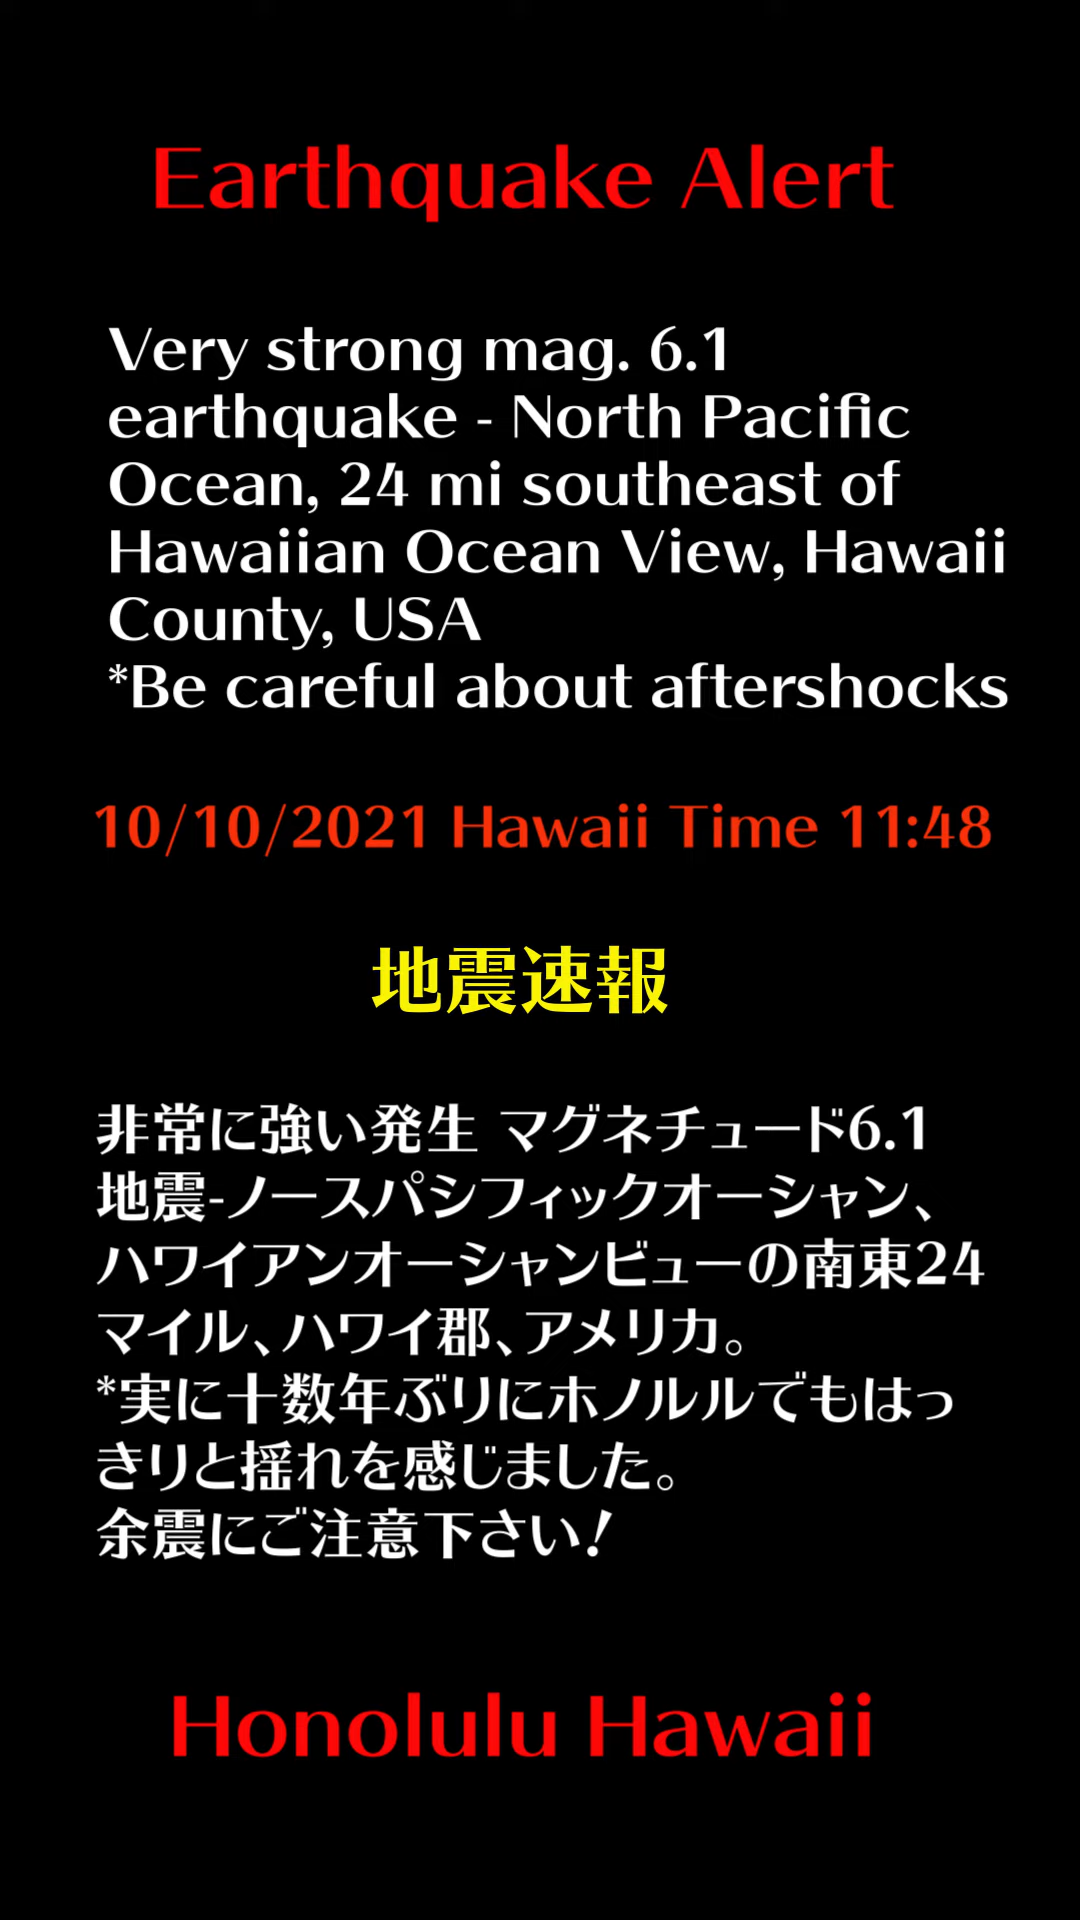 Earthquake Alert
Very strong mag. 6.1
earthquake - North Pacific
Ocean, 24 mi southeast of
Hawaiian Ocean View, Hawaii
County, USA
*Be careful about aftershocks
10/10/2021 Hawaii Time 11:48
地震速報
非常に強い発生 マグネチュード6.1
地震-ノースパシフィックオーシャン、
ハワイアンオーシャンビューの南東24
マイル、ハワイ郡、アメリカ。
*実に十数年ぶりにホノルルでもはっ
きりと揺れを感じました。
余震にご注意下さい！
Honolulu Hawaii